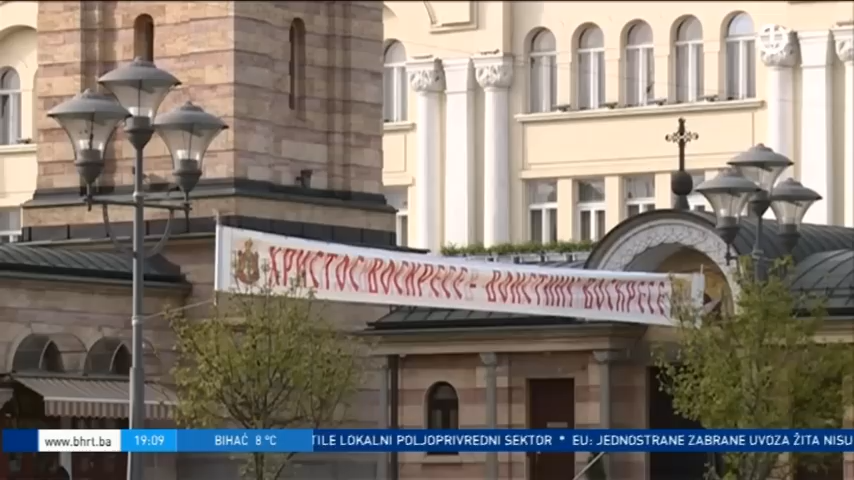 ХРИСТОС ВОСКРЕСЕ - ВОИСТИНУ ВОСКРЕСЕ
www.bhrt.ba 19:09 BIHAĆ 8°C TILE LOKALNI POLJOPRIVREDNI SEKTOR * EU: JEDNOSTRANE ZABRANE UVOZA ŽITA NISU